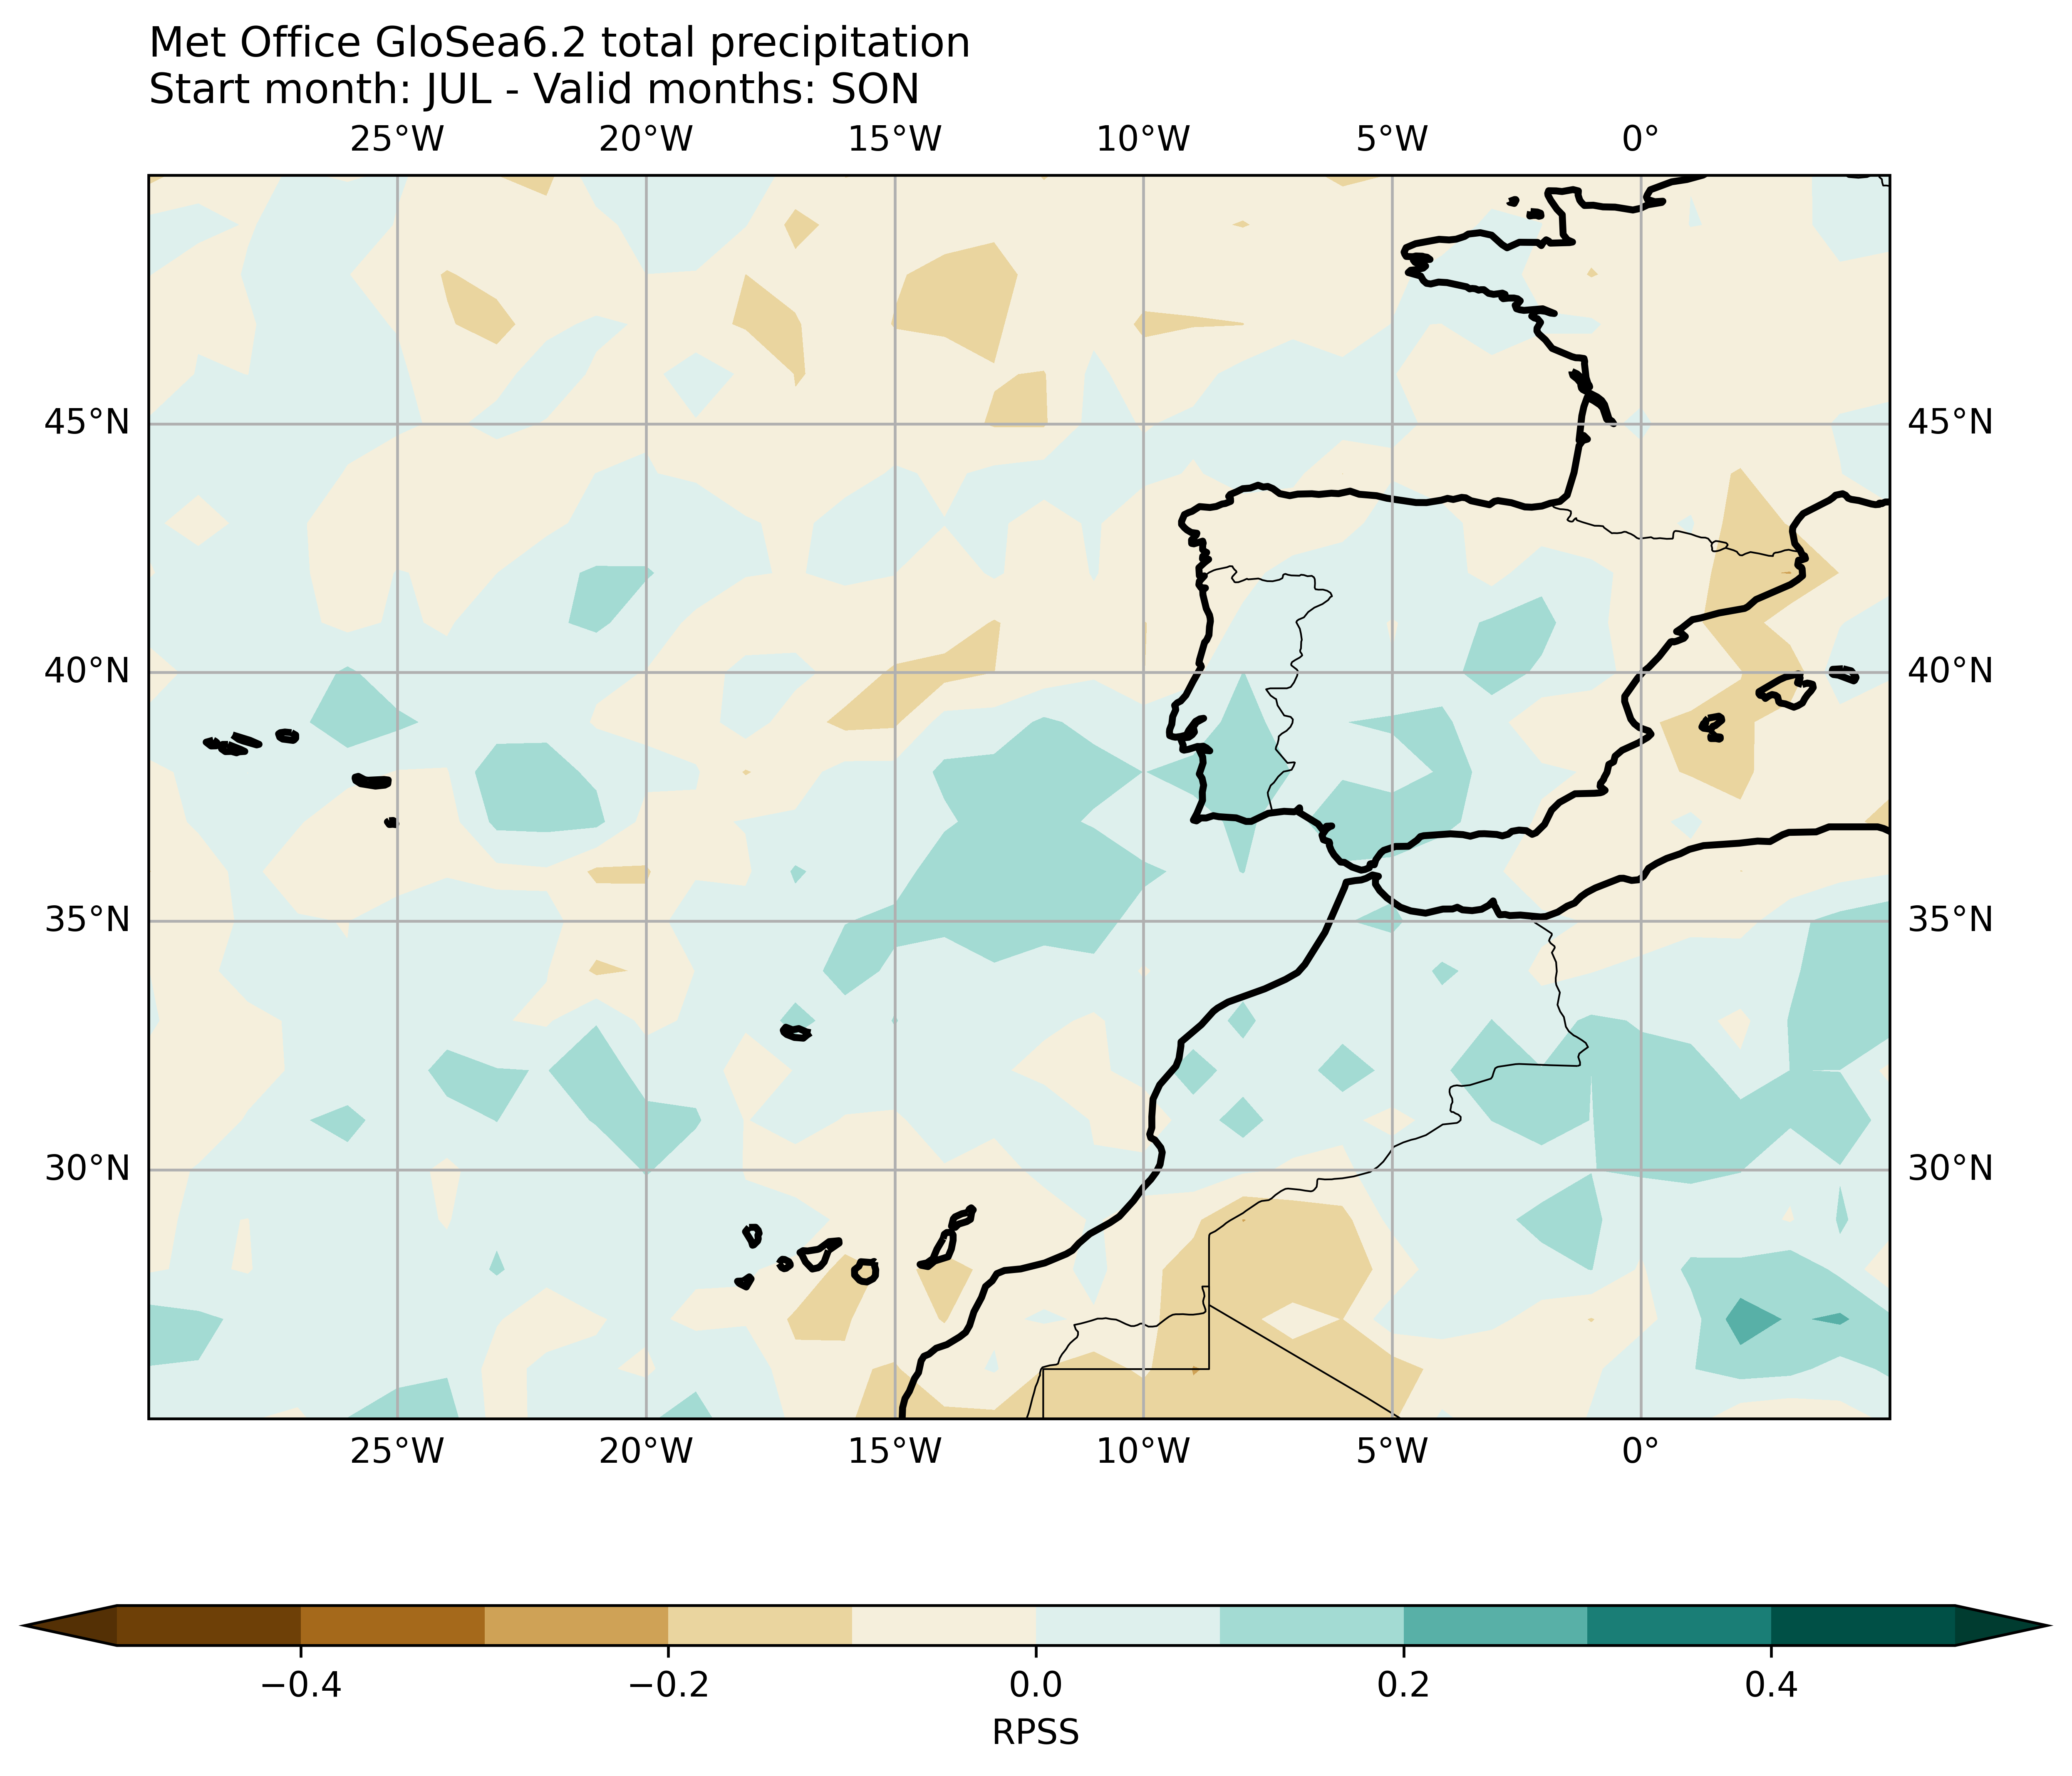 Met Office GloSea6.2 total precipitation
Start month: JUL - Valid months: SON
25°W 20°W 15°W 10°W 5°W 0°
45°N 45°N
40°N 40°N
35°N 35°N
30°N 30°N
25°W 20°W 15°W 10°W 5°W 0°
−0.4 −0.2 0.0 0.2 0.4
RPSS